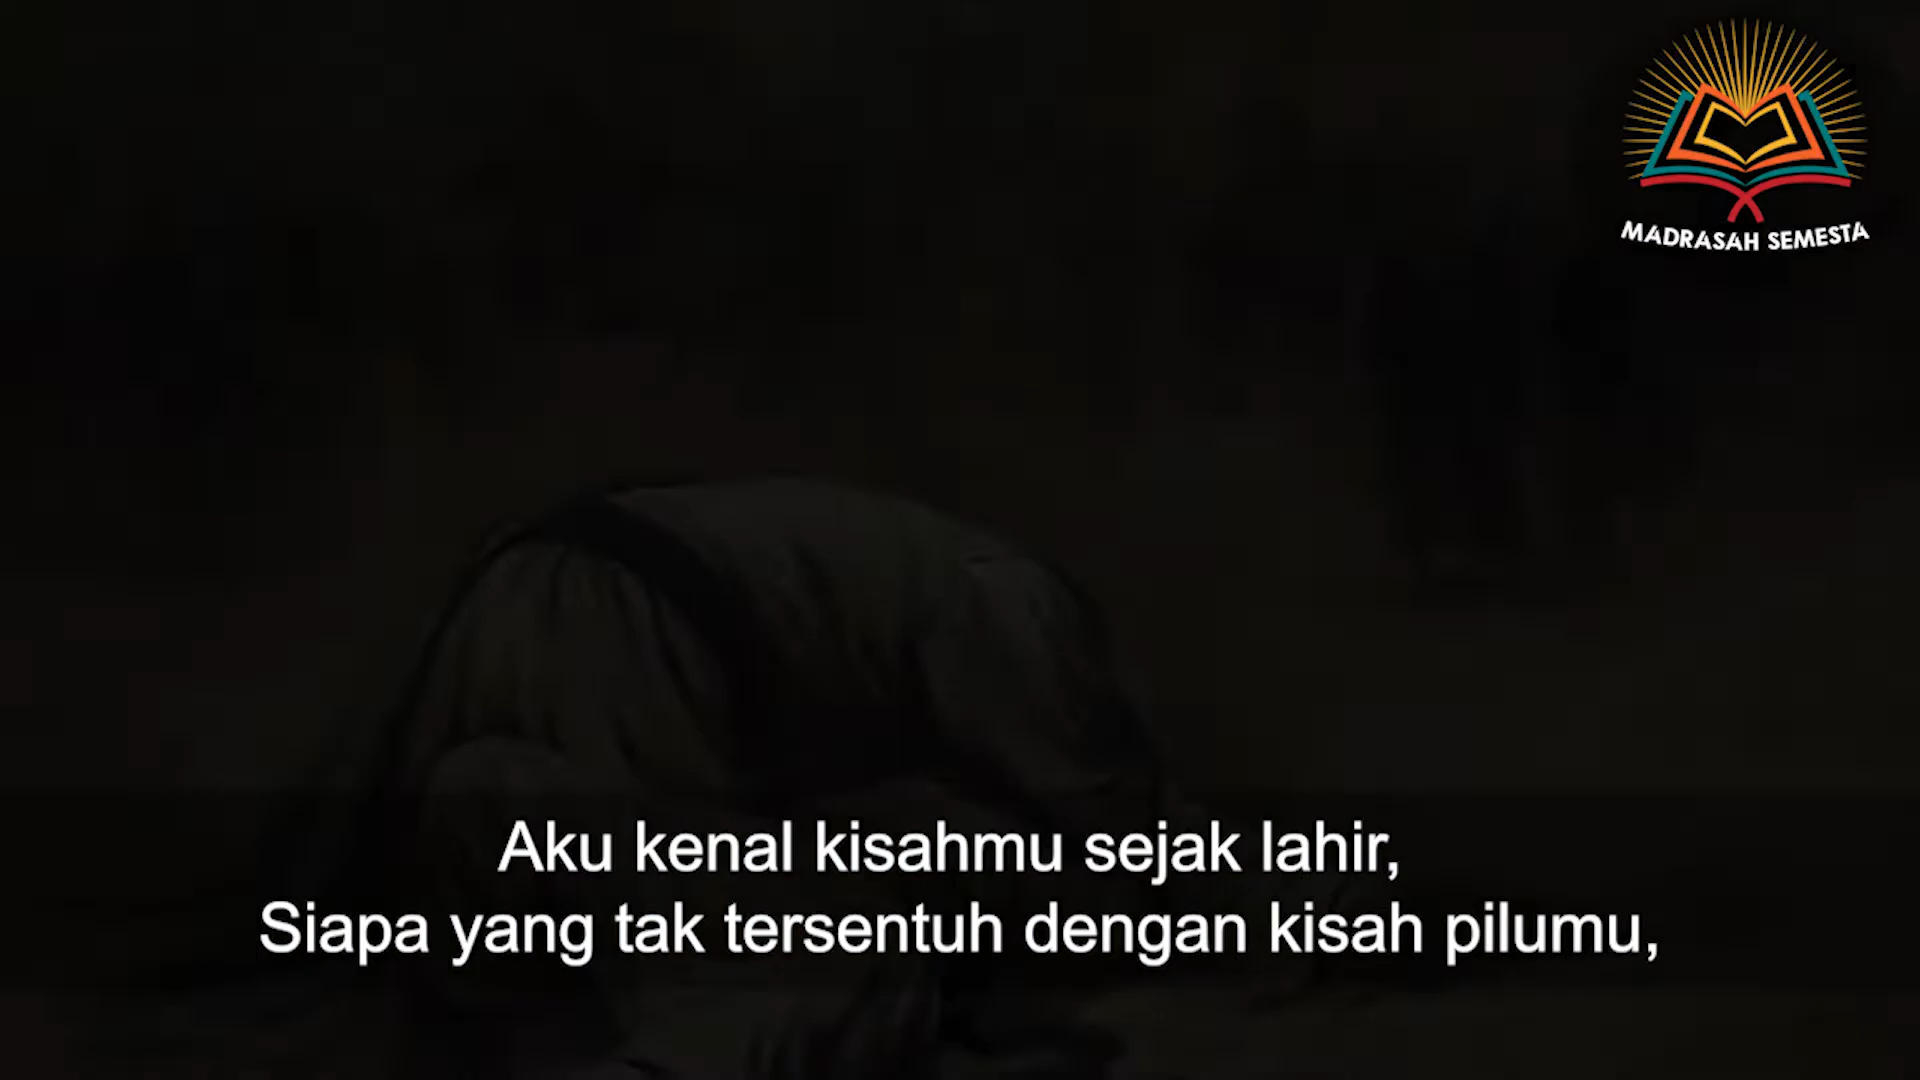 MADRASAH SEMESTA
Aku kenal kisahmu sejak lahir,
Siapa yang tak tersentuh dengan kisah pilumu,